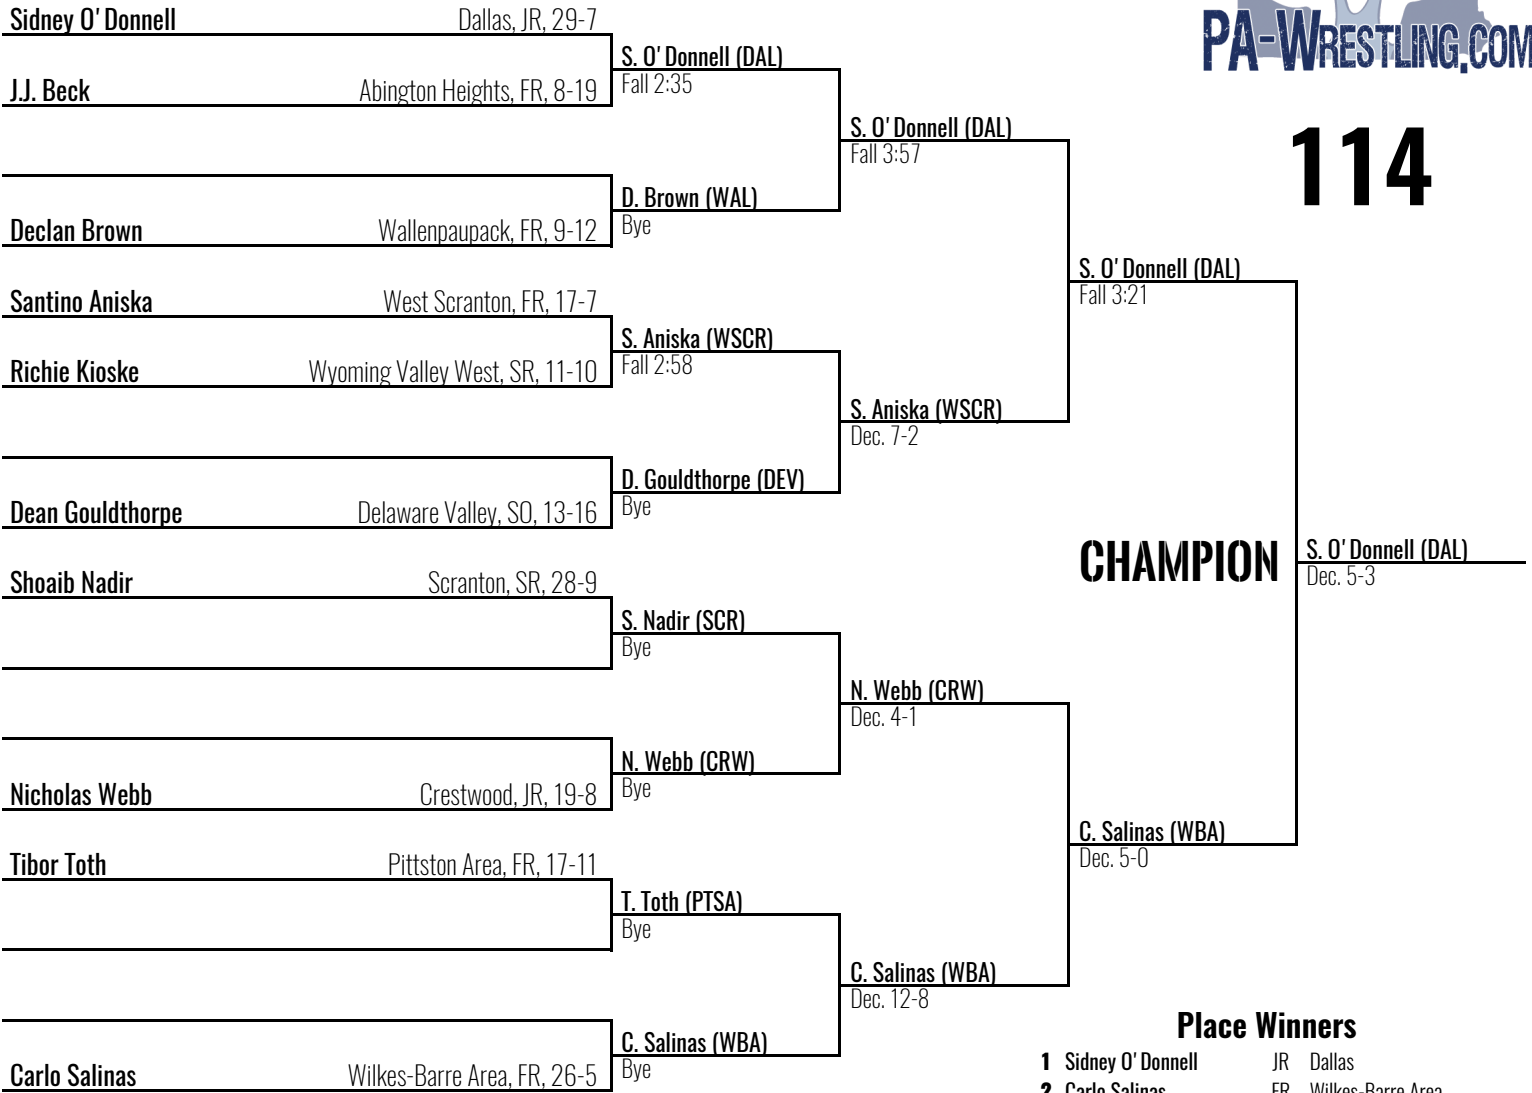 PA-WRESTLING.COM
114
Sidney O'Donnell Dallas, JR, 29-7
S. O'Donnell (DAL)
Fall 2:35
J.J. Beck Abington Heights, FR, 8-19
S. O'Donnell (DAL)
Fall 3:57
D. Brown (WAL)
Bye
Declan Brown Wallenpaupack, FR, 9-12
S. O'Donnell (DAL)
Fall 3:21
Santino Aniska West Scranton, FR, 17-7
S. Aniska (WSCR)
Fall 2:58
Richie Kioske Wyoming Valley West, SR, 11-10
S. Aniska (WSCR)
Dec. 7-2
D. Gouldthorpe (DEV)
Bye
Dean Gouldthorpe Delaware Valley, SO, 13-16
CHAMPION
S. O'Donnell (DAL)
Dec. 5-3
Shoaib Nadir Scranton, SR, 28-9
S. Nadir (SCR)
Bye
N. Webb (CRW)
Dec. 4-1
N. Webb (CRW)
Bye
Nicholas Webb Crestwood, JR, 19-8
C. Salinas (WBA)
Dec. 5-0
Tibor Toth Pittston Area, FR, 17-11
T. Toth (PTSA)
Bye
C. Salinas (WBA)
Dec. 12-8
C. Salinas (WBA)
Bye
Carlo Salinas Wilkes-Barre Area, FR, 26-5
Place Winners
1 Sidney O'Donnell JR Dallas
2 Carlo Salinas FR Wilkes-Barre Area